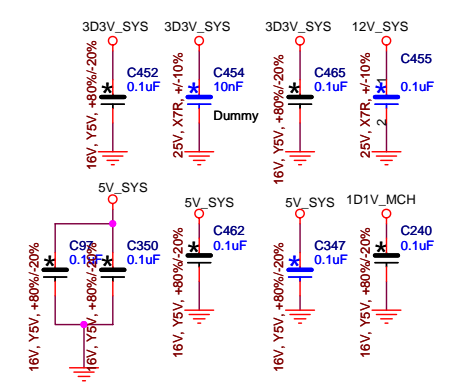 3D3V_SYS
3D3V_SYS
3D3V_SYS
12V_SYS
C452
0.1uF
16V, Y5V, +80%/-20%
C454
10nF
25V, X7R, +/-10%
Dummy
C465
0.1uF
16V, Y5V, +80%/-20%
C455
0.1uF
1
2
25V, X7R, +/-10%
5V_SYS
5V_SYS
5V_SYS
1D1V_MCH
C97
0.1uF
16V, Y5V, +80%/-20%
C350
0.1uF
16V, Y5V, +80%/-20%
C462
0.1uF
16V, Y5V, +80%/-20%
C347
0.1uF
16V, Y5V, +80%/-20%
C240
0.1uF
16V, Y5V, +80%/-20%